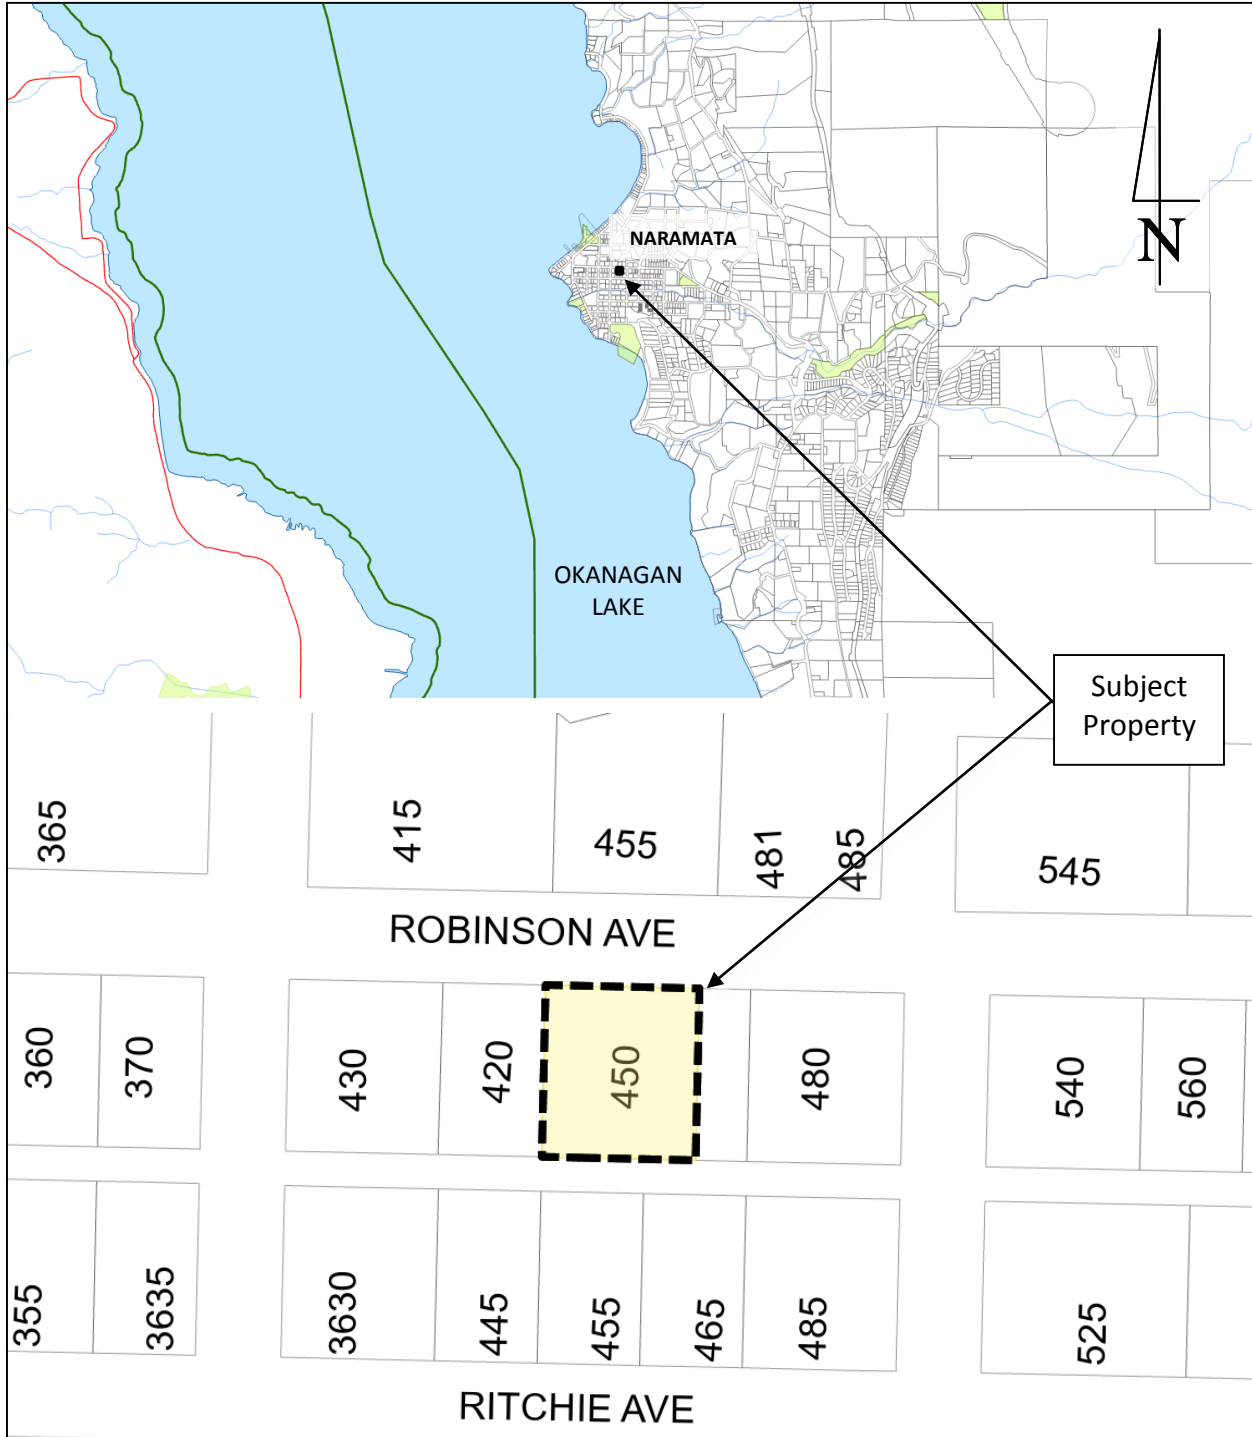 NARAMATA
N
OKANAGAN
LAKE
Subject
Property
365
415
455
481
485
545
ROBINSON AVE
360
370
430
420
450
480
540
560
355
3635
3630
445
455
465
485
525
RITCHIE AVE